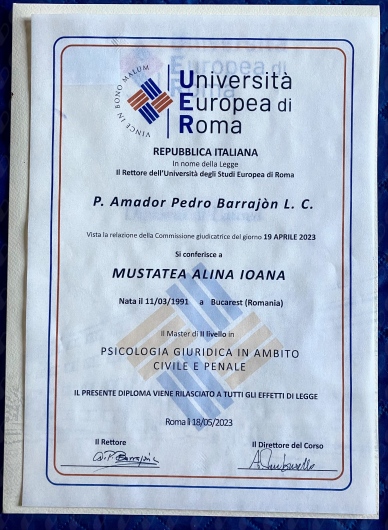 VINCE IN BONO MALUM
Università
Europea di
Roma
REPUBBLICA ITALIANA
In nome della Legge
Il Rettore dell'Università degli Studi Europea di Roma
P. Amador Pedro Barrajòn L. C.
Vista la relazione della Commissione giudicatrice del giorno 19 APRILE 2023
Si conferisce a
MUSTATEA ALINA IOANA
Nata il 11/03/1991 a Bucarest (Romania)
Il Master di II livello in
PSICOLOGIA GIURIDICA IN AMBITO
CIVILE E PENALE
IL PRESENTE DIPLOMA VIENE RILASCIATO A TUTTI GLI EFFETTI DI LEGGE
Roma lì 18/05/2023
Il Rettore Il Direttore del Corso